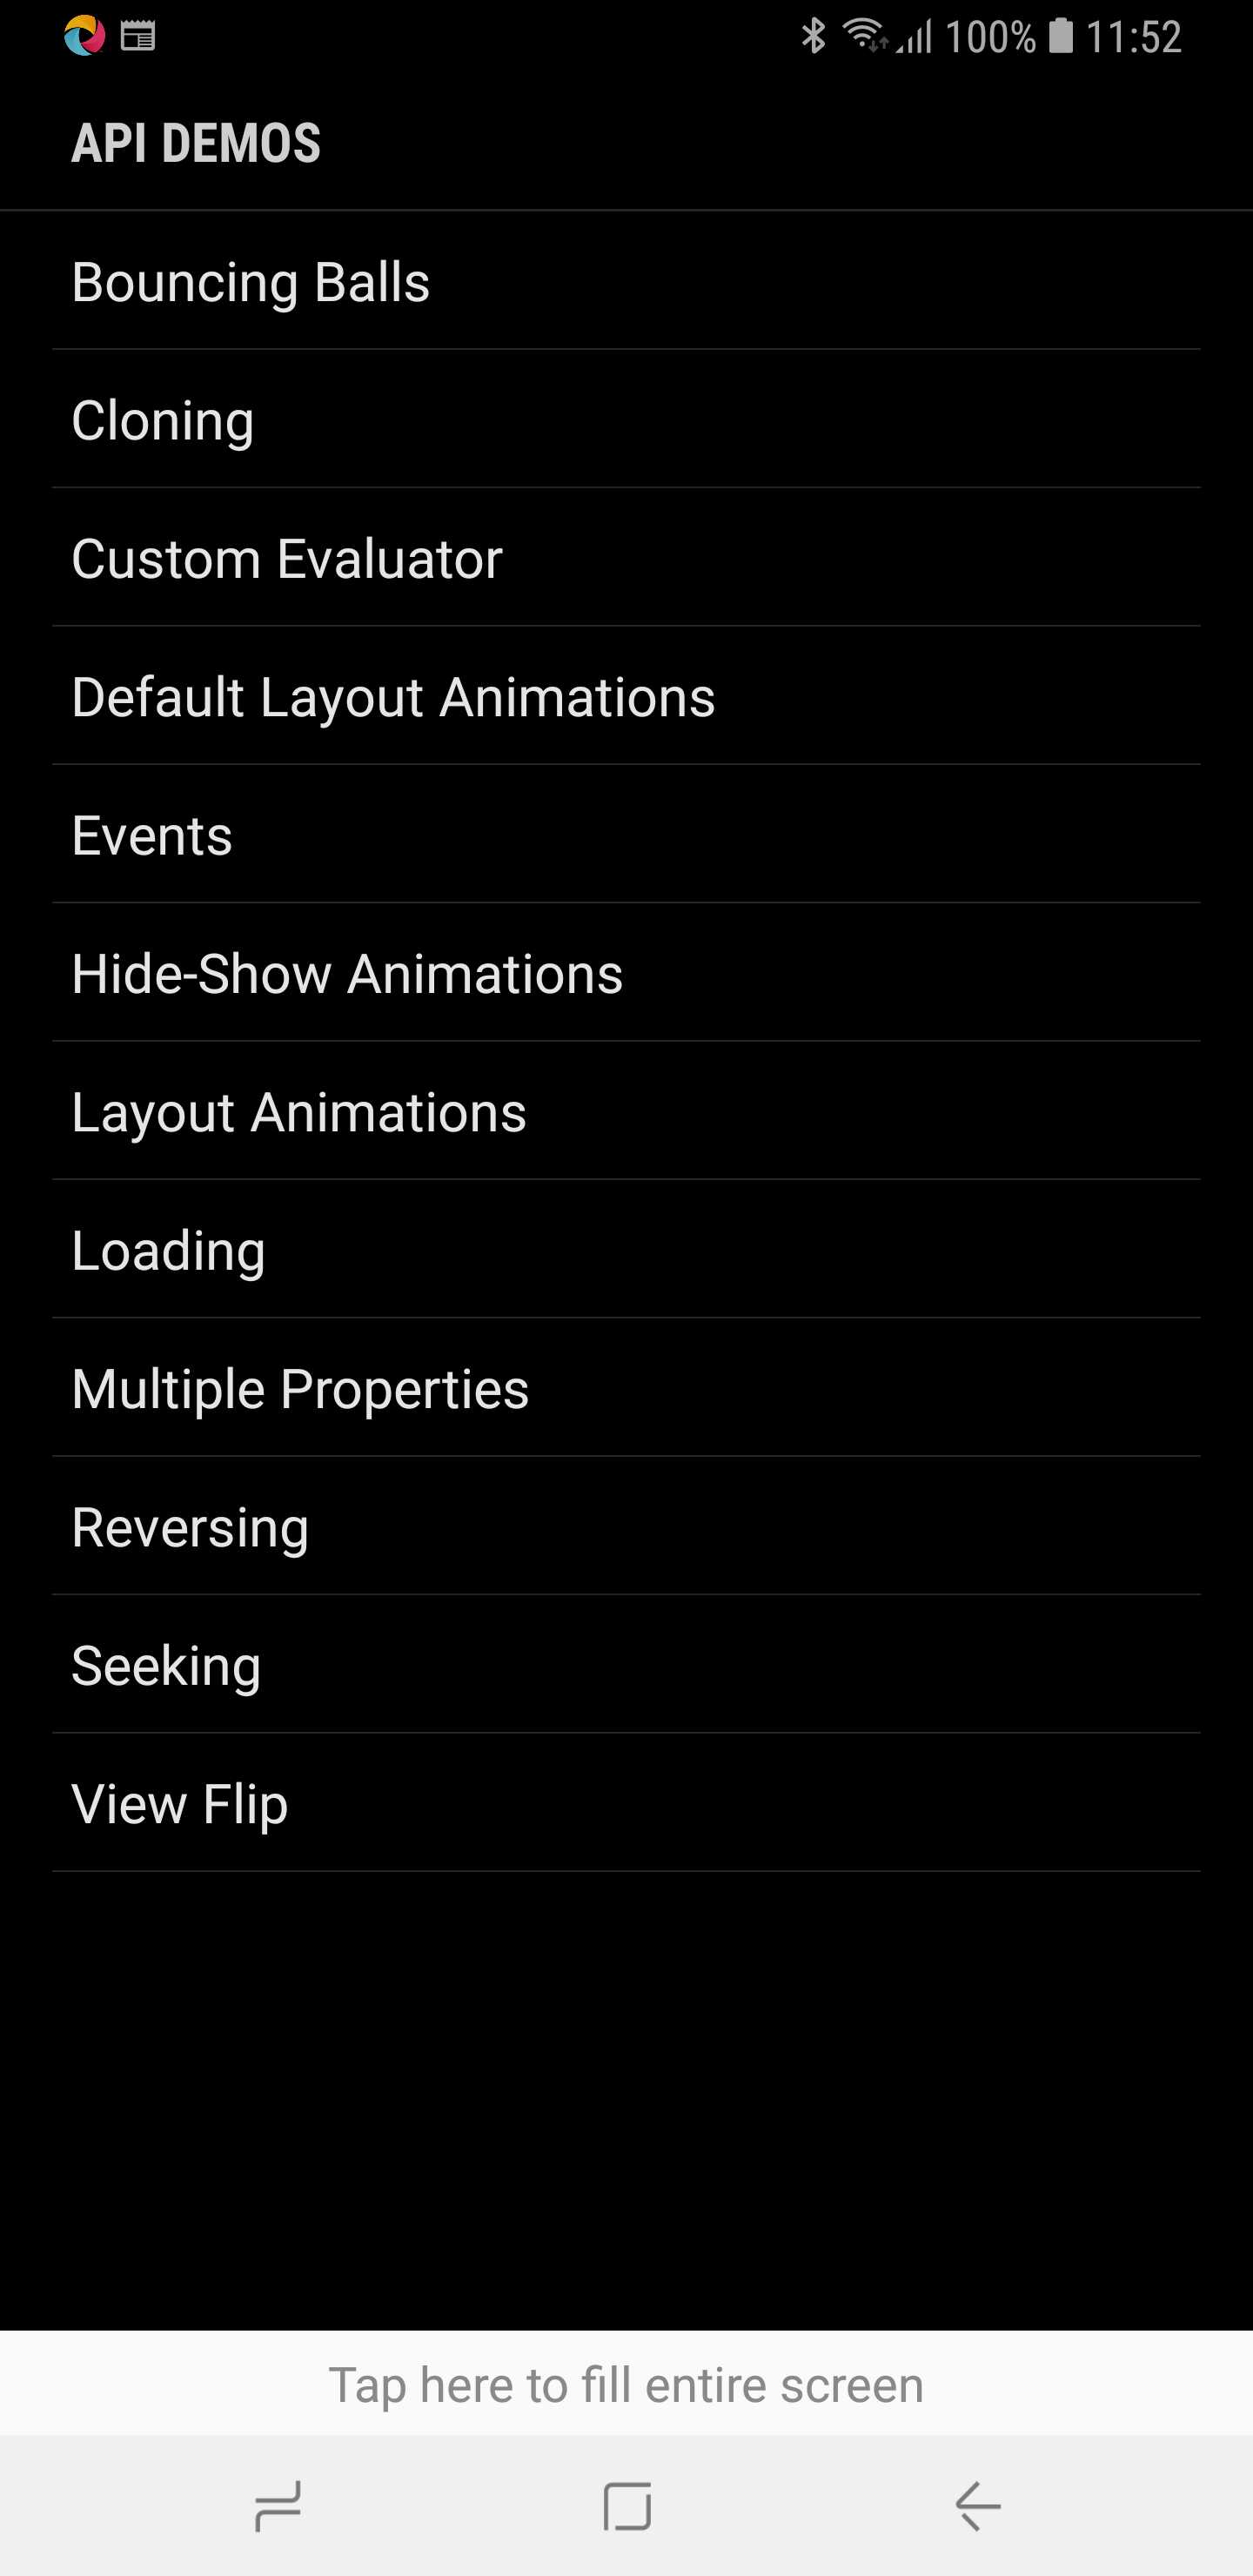 100% 11:52
API DEMOS
Bouncing Balls
Cloning
Custom Evaluator
Default Layout Animations
Events
Hide-Show Animations
Layout Animations
Loading
Multiple Properties
Reversing
Seeking
View Flip
Tap here to fill entire screen